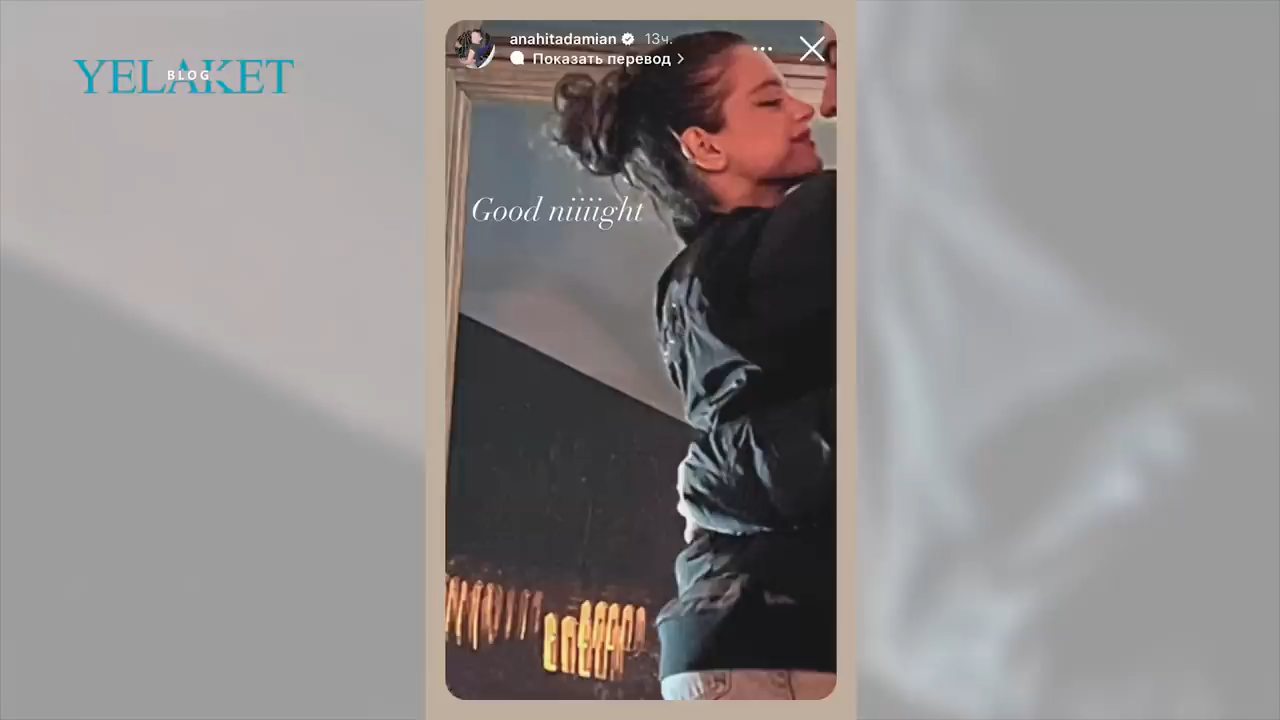 YELAKET
BLOG
anahitadamian 13ч.
Показать перевод
Good niiiight